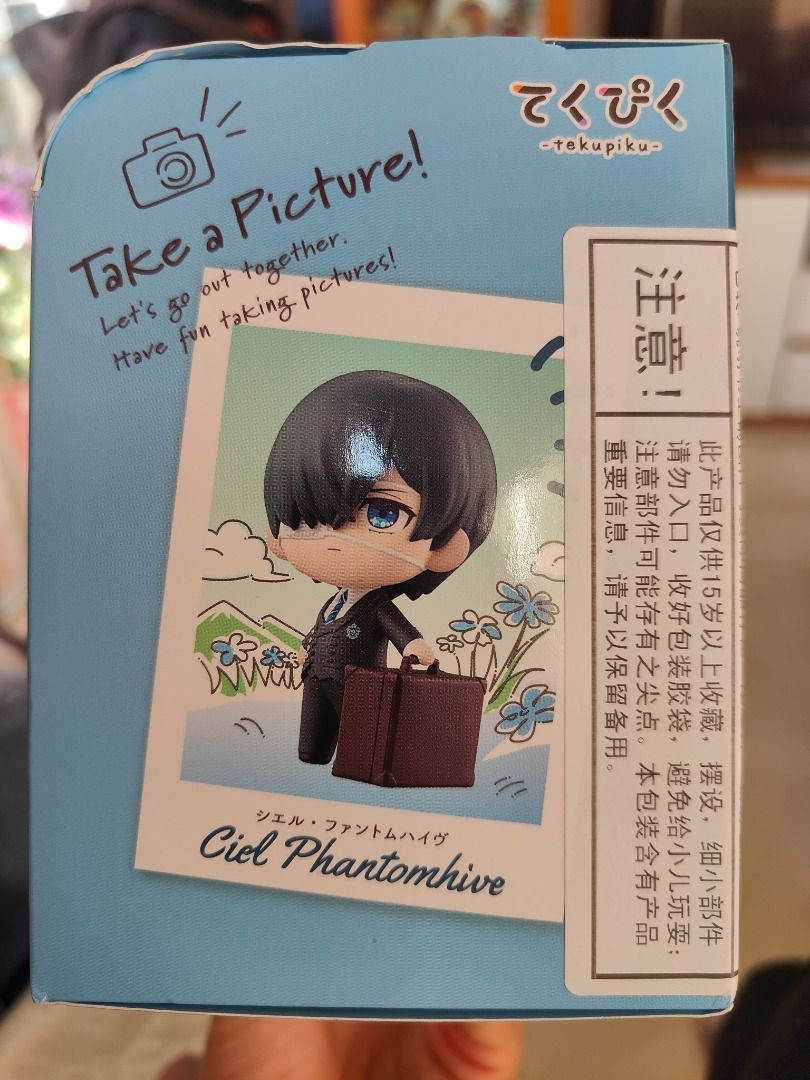 てくぴく
-tekupiku-
Take a Picture!
Let's go out together.
Have fun taking pictures!
シエル・ファントムハイヴ
Ciel Phantomhive
注意!
此产品仅供15岁以上收藏，摆设，细小部件
请勿入口，收好包装胶袋，避免给小儿玩耍;
注意部件可能存有之尖点。本包装含有产品
重要信息，请予以保留备用。